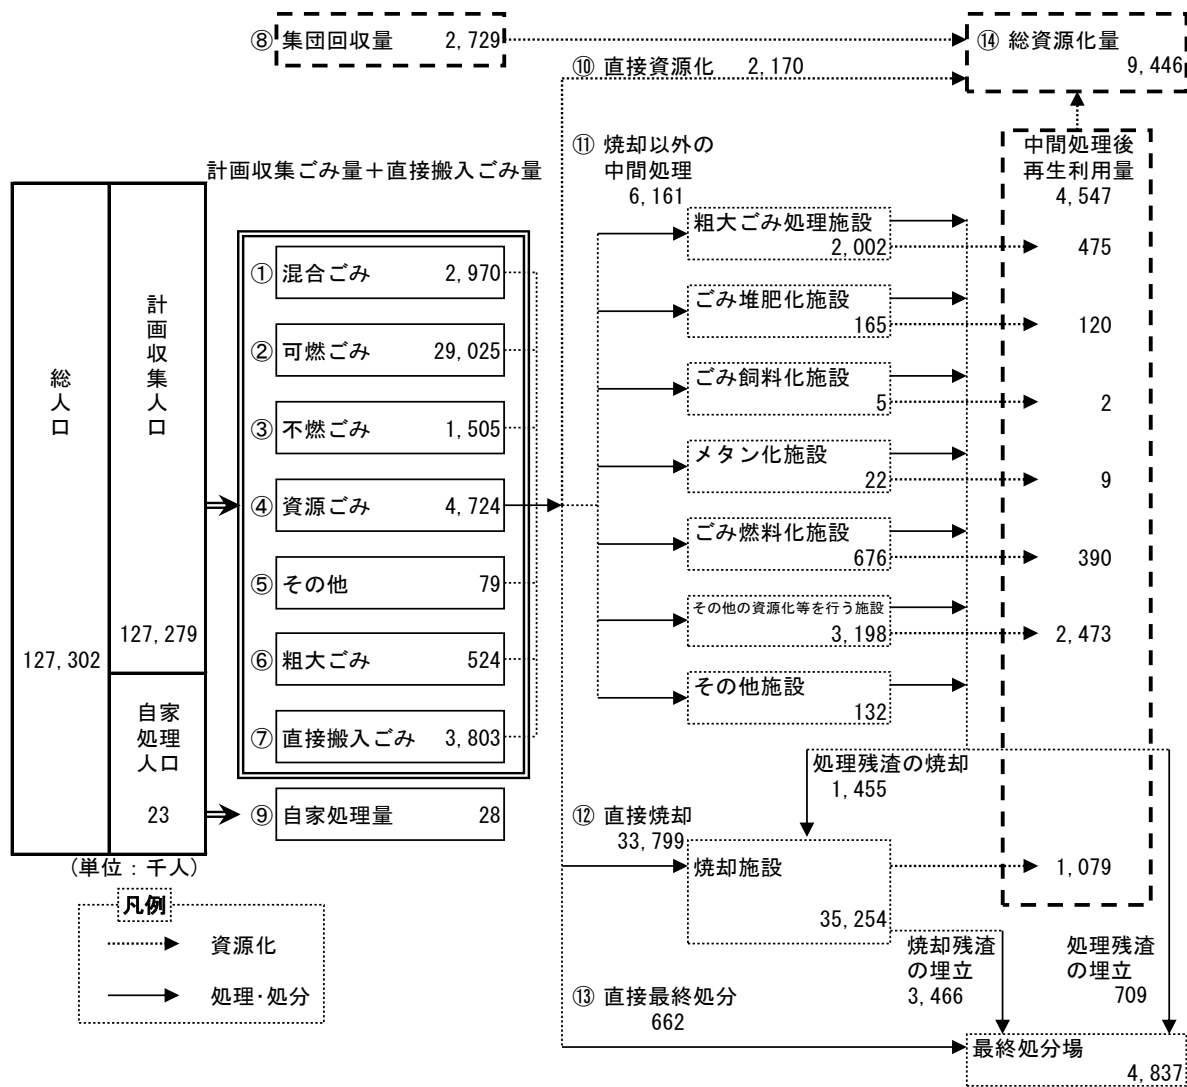 ⑧ 集団回収量 2,729
⑭ 総資源化量
9,446
⑩ 直接資源化 2,170
⑪ 焼却以外の
中間処理
6,161
中間処理後
再生利用量
4,547
計画収集ごみ量＋直接搬入ごみ量
総人口
127,302
計画収集人口
127,279
自家
処理
人口
23
(単位：千人)
① 混合ごみ 2,970
② 可燃ごみ 29,025
③ 不燃ごみ 1,505
④ 資源ごみ 4,724
⑤ その他 79
⑥ 粗大ごみ 524
⑦ 直接搬入ごみ 3,803
⑨ 自家処理量 28
粗大ごみ処理施設
2,002
475
ごみ堆肥化施設
165
120
ごみ飼料化施設
5
2
メタン化施設
22
9
ごみ燃料化施設
676
390
その他の資源化等を行う施設
3,198
2,473
その他施設
132
処理残渣の焼却
1,455
⑫ 直接焼却
33,799
焼却施設
35,254
1,079
焼却残渣
の埋立
3,466
処理残渣
の埋立
709
⑬ 直接最終処分
662
最終処分場
4,837
凡例
資源化
処理・処分